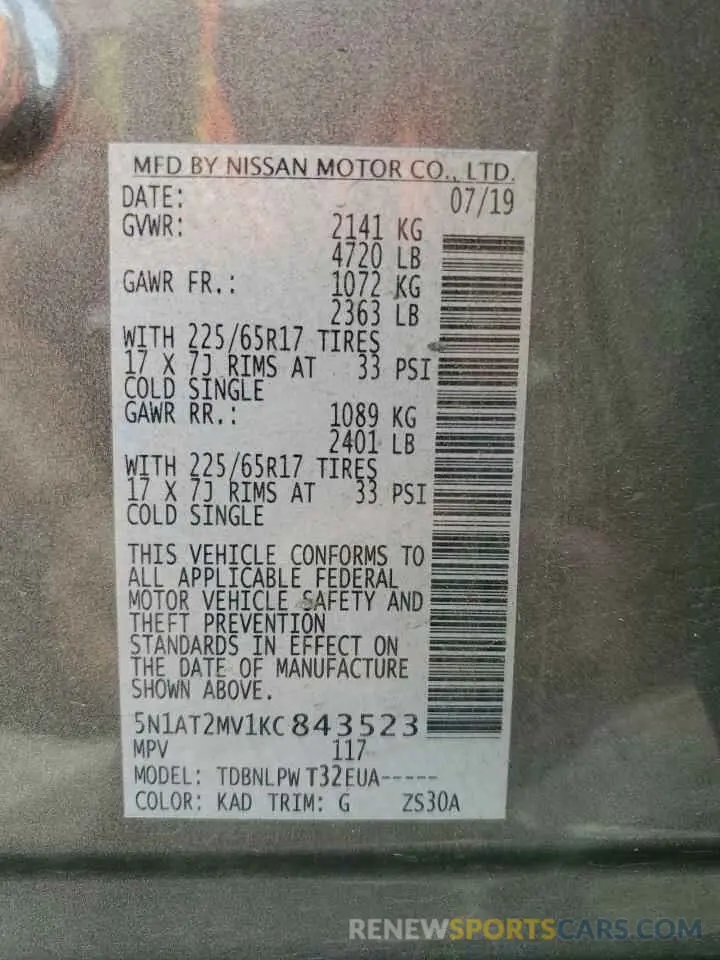 MFD BY NISSAN MOTOR CO., LTD.
DATE: 07/19
GVWR: 2141 KG
4720 LB
GAWR FR.: 1072 KG
2363 LB
WITH 225/65R17 TIRES
17 X 7J RIMS AT 33 PSI
COLD SINGLE
GAWR RR.: 1089 KG
2401 LB
WITH 225/65R17 TIRES
17 X 7J RIMS AT 33 PSI
COLD SINGLE
THIS VEHICLE CONFORMS TO
ALL APPLICABLE FEDERAL
MOTOR VEHICLE SAFETY AND
THEFT PREVENTION
STANDARDS IN EFFECT ON
THE DATE OF MANUFACTURE
SHOWN ABOVE.
5N1AT2MV1KC843523
MPV 117
MODEL: TDBNLPW T32EUA-----
COLOR: KAD TRIM: G ZS30A
RENEWSPORTSCARS.COM